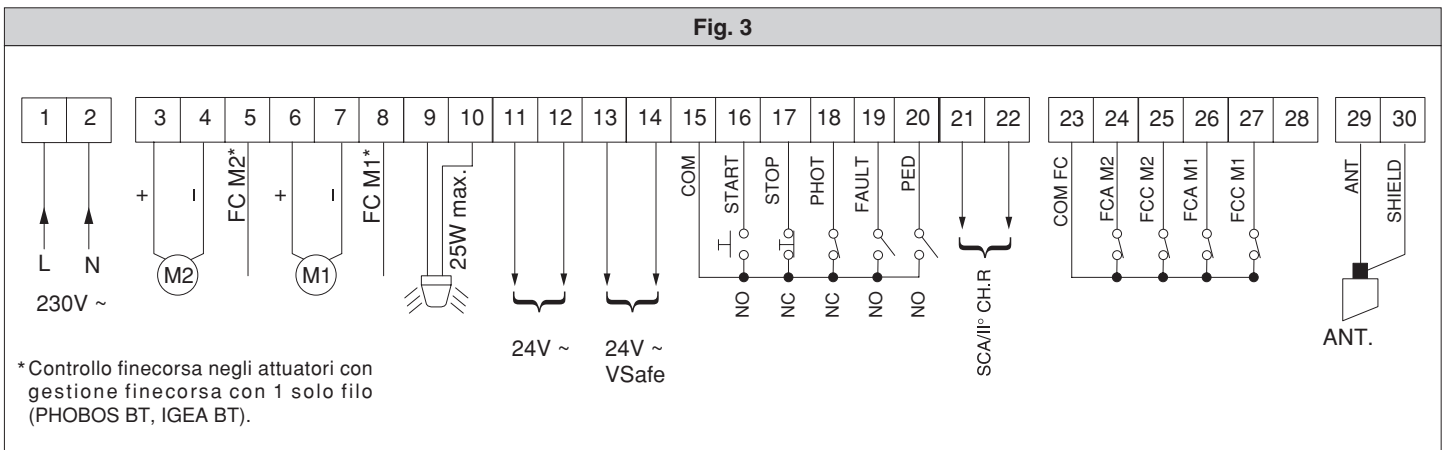 Fig. 3
1 2 3 4 5 6 7 8 9 10 11 12 13 14 15 16 17 18 19 20 21 22 23 24 25 26 27 28 29 30
L N
230V ~
+ −
M2
FC M2*
+ −
M1
FC M1*
25W max.
24V ~
24V ~
VSafe
COM
START
STOP
PHOT
FAULT
PED
NO
NC
NC
NO
NO
SCA/II° CH.R
COM FC
FCA M2
FCC M2
FCA M1
FCC M1
ANT
SHIELD
ANT.
* Controllo finecorsa negli attuatori con
gestione finecorsa con 1 solo filo
(PHOBOS BT, IGEA BT).